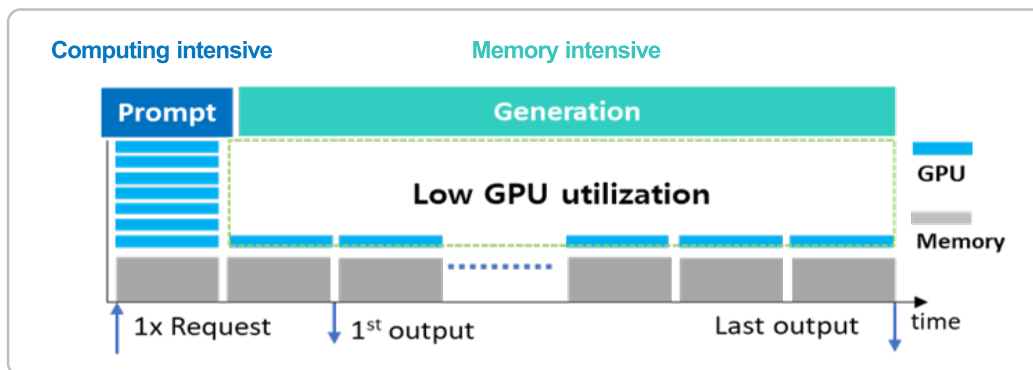 Computing intensive
Memory intensive
Prompt
Generation
Low GPU utilization
GPU
Memory
1x Request
1st output
Last output
time